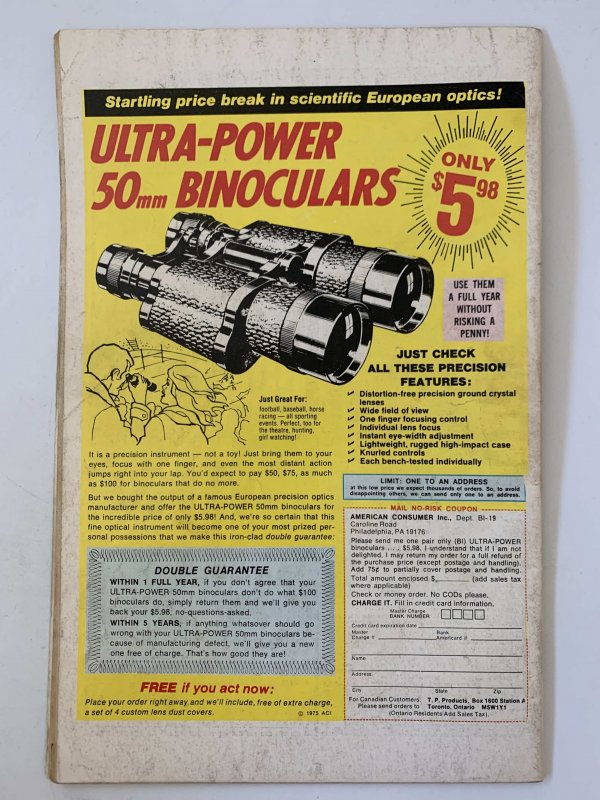 Startling price break in scientific European optics!
ULTRA-POWER
50mm BINOCULARS
ONLY
$5.98
USE THEM
A FULL YEAR
WITHOUT
RISKING A
PENNY!
JUST CHECK
ALL THESE PRECISION
FEATURES:
Distortion-free precision ground crystal
lenses
Wide field of view
One finger focusing control
Individual lens focus
Instant eye-width adjustment
Lightweight, rugged high-impact case
Knurled controls
Each bench-tested individually
Just Great For:
football, baseball, horse
racing — all sporting
events. Perfect, too for
the theatre, hunting,
girl watching!
It is a precision instrument — not a toy! Just bring them to your
eyes, focus with one finger, and even the most distant action
jumps right into your lap. You'd expect to pay $50, $75, as much
as $100 for binoculars that do no more.
But we bought the output of a famous European precision optics
manufacturer and offer the ULTRA-POWER 50mm binoculars for
the incredible price of only $5.98! And, we're so certain that this
fine optical instrument will become one of your most prized per-
sonal possessions that we make this iron-clad double guarantee:
DOUBLE GUARANTEE
WITHIN 1 FULL YEAR, if you don't agree that your
ULTRA-POWER 50mm binoculars don't do what $100
binoculars do, simply return them and we'll give you
back your $5.98, no-questions-asked.
WITHIN 5 YEARS, if anything whatsoever should go
wrong with your ULTRA-POWER 50mm binoculars be-
cause of manufacturing defect, we'll give you a new
one free of charge. That's how good they are!
FREE if you act now:
Place your order right away, and we'll include, free of extra charge,
a set of 4 custom lens dust covers.
© 1975 ACI
LIMIT: ONE TO AN ADDRESS
at this low price we expect thousands of orders. So, to avoid
disappointing others, we can send only one to an address.
MAIL NO-RISK COUPON
AMERICAN CONSUMER Inc., Dept. BI-19
Caroline Road
Philadelphia, PA 19176
Please send me one pair only (BI) ULTRA-POWER
binoculars . . . . $5.98. I understand that if I am not
delighted, I may return my order for a full refund of
the purchase price (except postage and handling).
Add 75¢ to partially cover postage and handling.
Total amount enclosed $ (add sales tax
where applicable)
Check or money order. No CODs please.
CHARGE IT. Fill in credit card information.
Master Charge
BANK NUMBER
Credit card expiration date
Master Charge #
Bank Americard #
Name
Address
City State Zip
For Canadian Customers. T. P. Products, Box 1600 Station A
Please send orders to Toronto, Ontario M5W1Y1
(Ontario Residents Add Sales Tax).